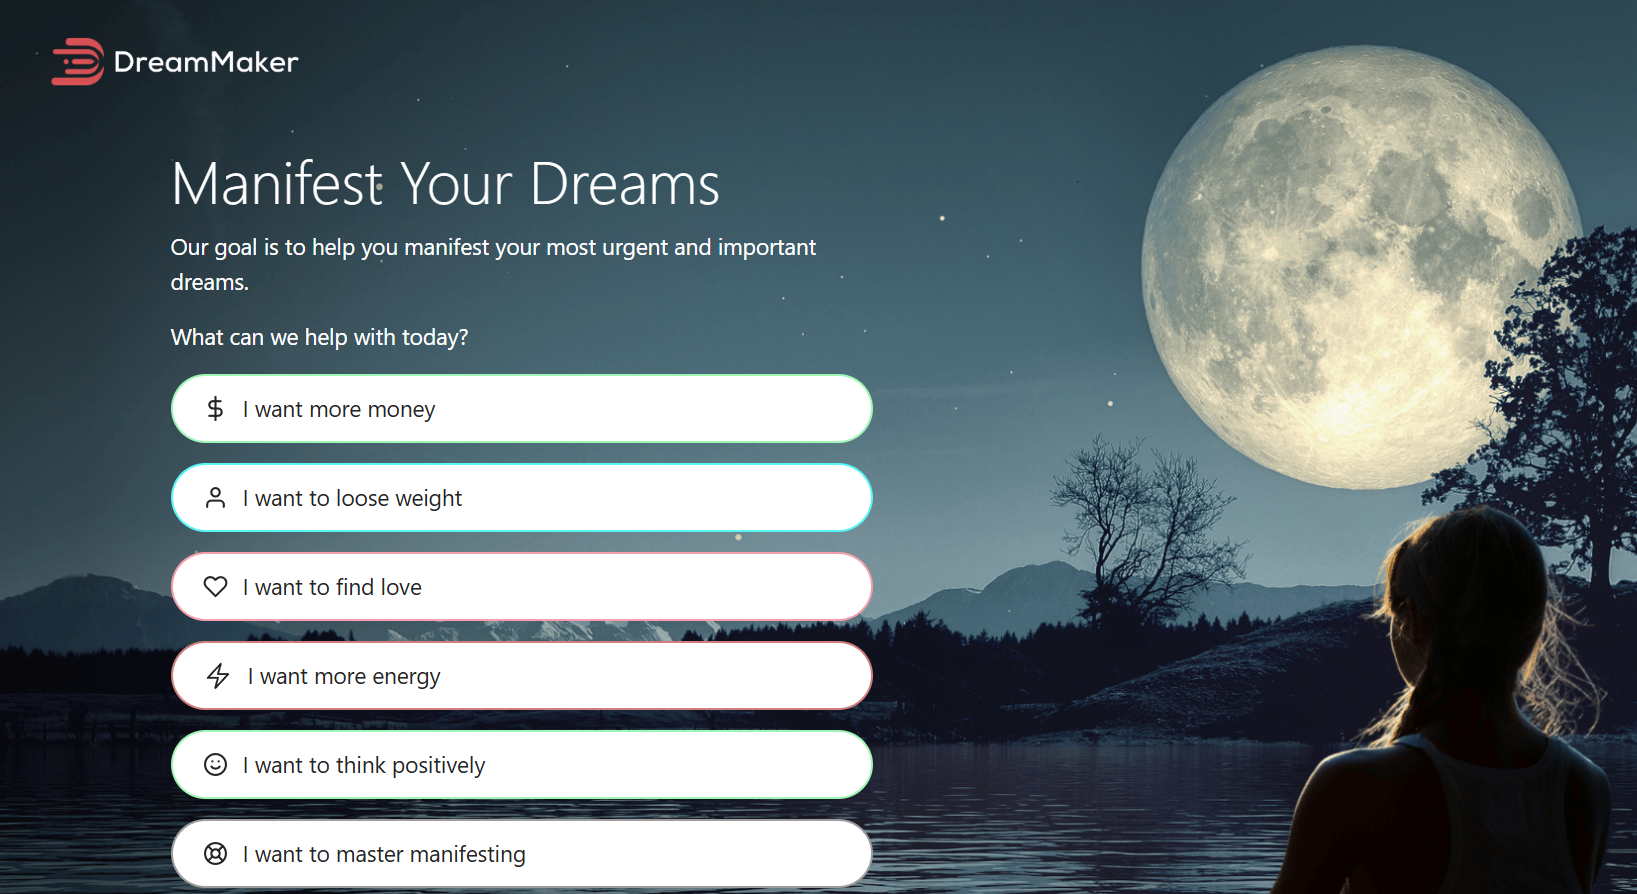 DreamMaker
Manifest Your Dreams
Our goal is to help you manifest your most urgent and important
dreams.
What can we help with today?
I want more money
I want to loose weight
I want to find love
I want more energy
I want to think positively
I want to master manifesting